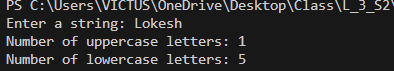 PS C:\Users\VICTUS\OneDrive\Desktop\Class\L_3_S2\
Enter a string: Lokesh
Number of uppercase letters: 1
Number of lowercase letters: 5